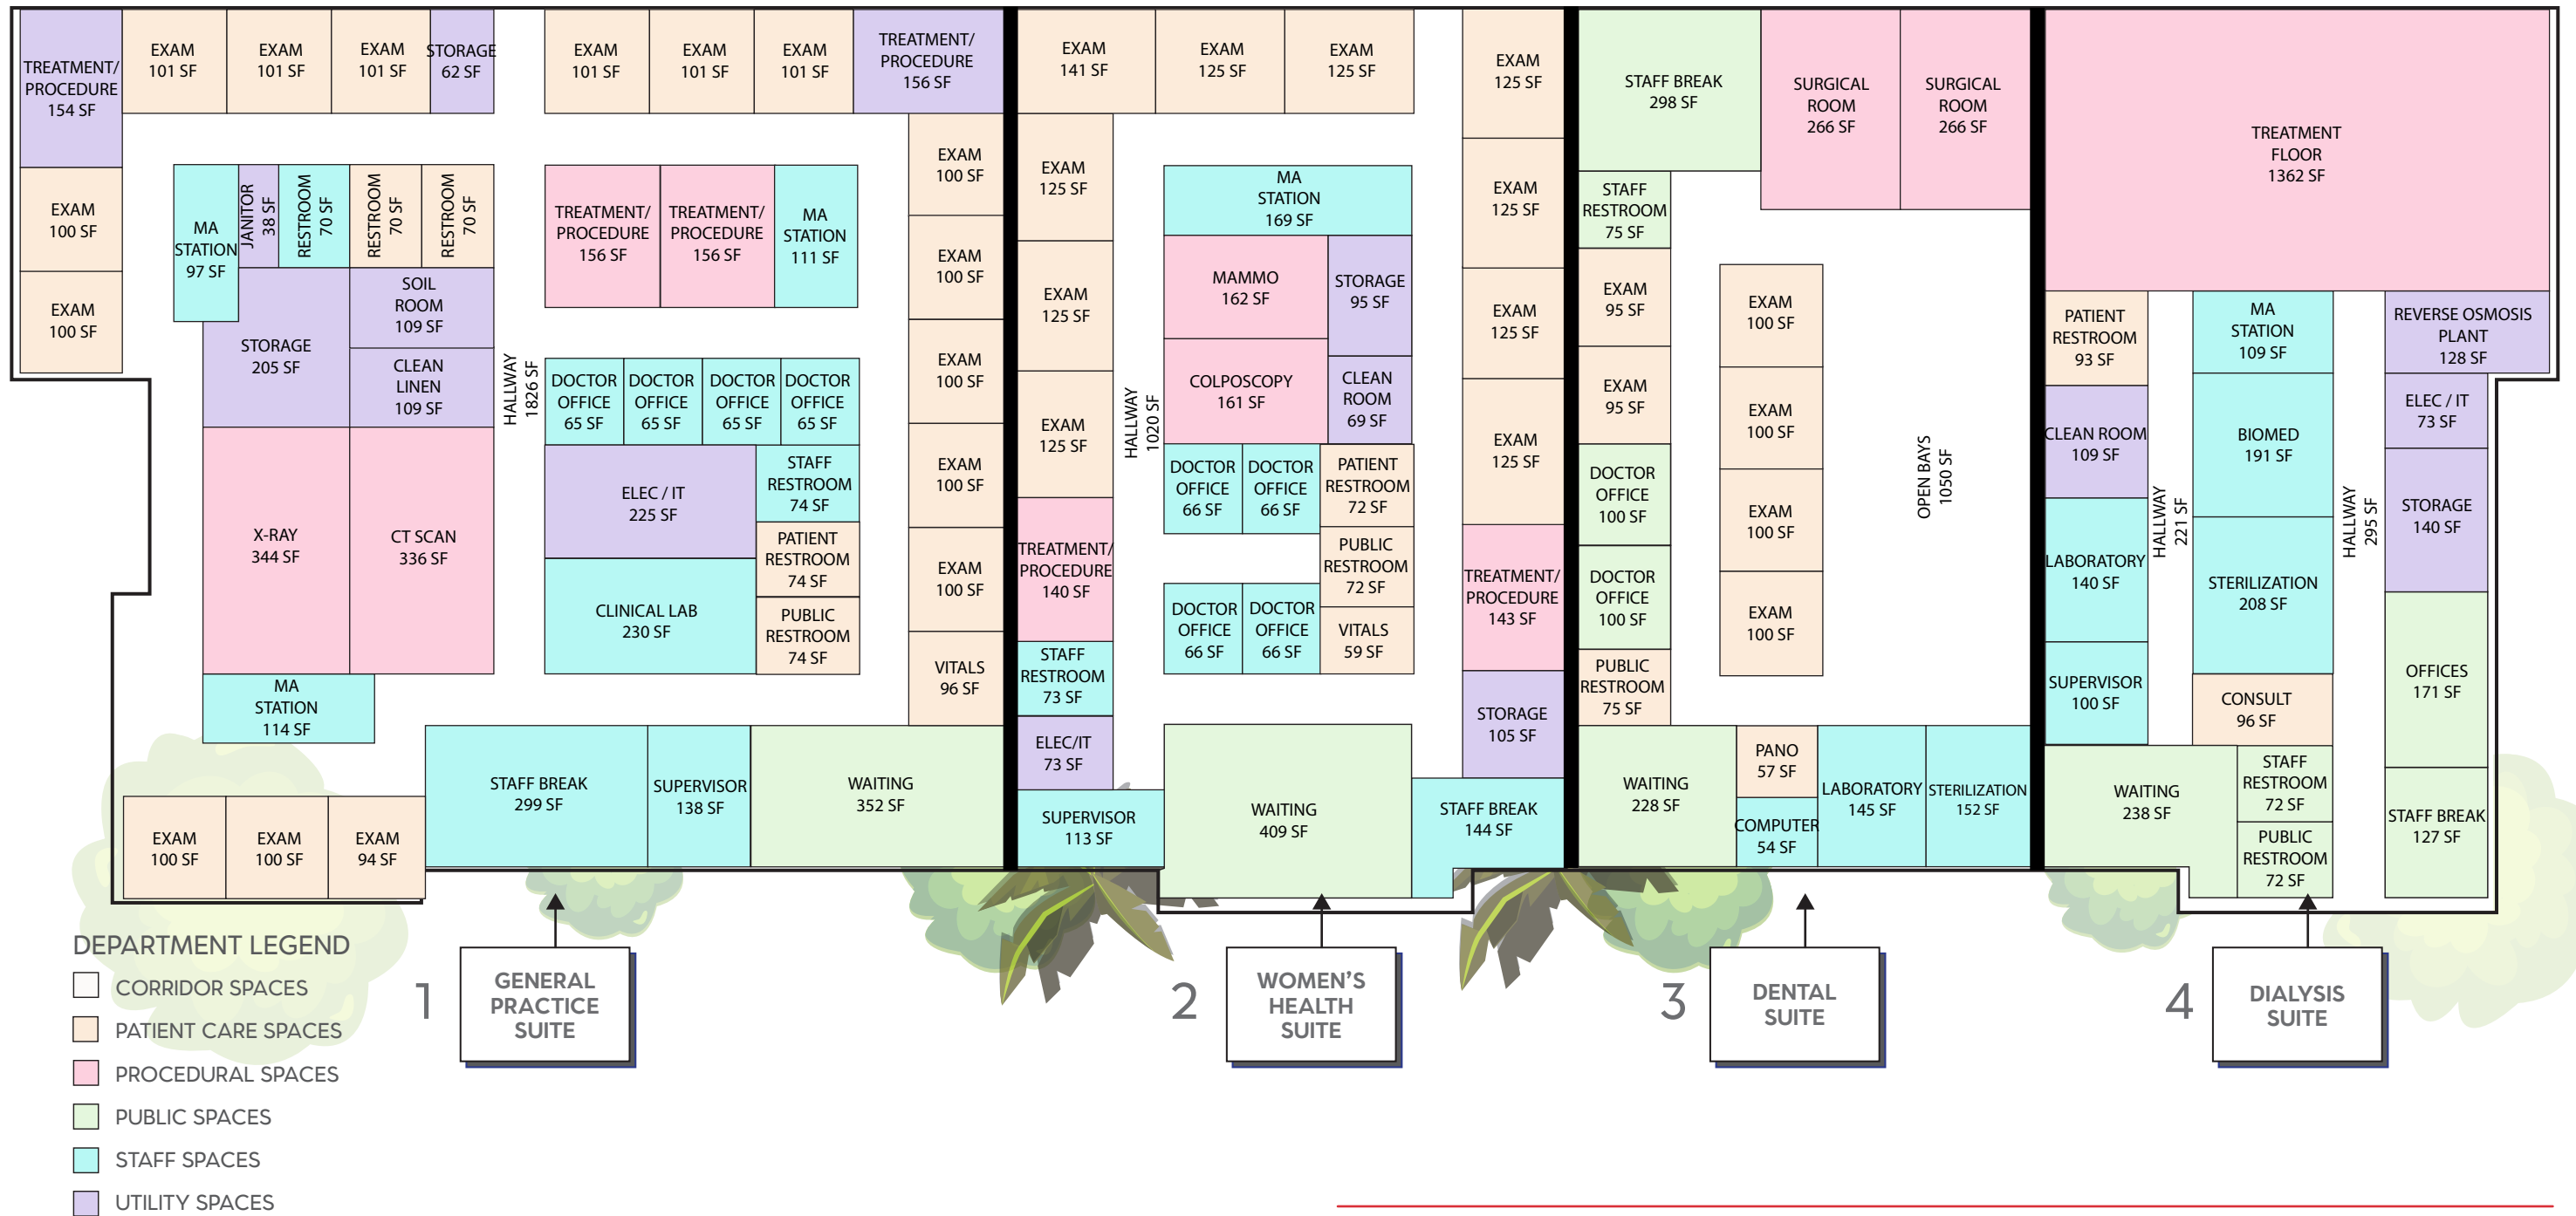 TREATMENT/
PROCEDURE
154 SF
EXAM
101 SF
EXAM
101 SF
EXAM
101 SF
STORAGE
62 SF
EXAM
101 SF
EXAM
101 SF
EXAM
101 SF
TREATMENT/
PROCEDURE
156 SF
EXAM
100 SF
EXAM
100 SF
MA
STATION
97 SF
JANITOR
38 SF
RESTROOM
70 SF
RESTROOM
70 SF
RESTROOM
70 SF
STORAGE
205 SF
SOIL
ROOM
109 SF
CLEAN
LINEN
109 SF
X-RAY
344 SF
CT SCAN
336 SF
MA
STATION
114 SF
HALLWAY
1826 SF
TREATMENT/
PROCEDURE
156 SF
TREATMENT/
PROCEDURE
156 SF
MA
STATION
111 SF
DOCTOR
OFFICE
65 SF
DOCTOR
OFFICE
65 SF
DOCTOR
OFFICE
65 SF
DOCTOR
OFFICE
65 SF
ELEC / IT
225 SF
STAFF
RESTROOM
74 SF
PATIENT
RESTROOM
74 SF
CLINICAL LAB
230 SF
PUBLIC
RESTROOM
74 SF
EXAM
100 SF
EXAM
100 SF
EXAM
100 SF
EXAM
100 SF
EXAM
100 SF
VITALS
96 SF
EXAM
100 SF
EXAM
100 SF
EXAM
94 SF
STAFF BREAK
299 SF
SUPERVISOR
138 SF
WAITING
352 SF
EXAM
141 SF
EXAM
125 SF
EXAM
125 SF
EXAM
125 SF
EXAM
125 SF
EXAM
125 SF
EXAM
125 SF
TREATMENT/
PROCEDURE
140 SF
STAFF
RESTROOM
73 SF
ELEC/IT
73 SF
SUPERVISOR
113 SF
HALLWAY
1020 SF
MA
STATION
169 SF
MAMMO
162 SF
STORAGE
95 SF
COLPOSCOPY
161 SF
CLEAN
ROOM
69 SF
DOCTOR
OFFICE
66 SF
DOCTOR
OFFICE
66 SF
PATIENT
RESTROOM
72 SF
PUBLIC
RESTROOM
72 SF
DOCTOR
OFFICE
66 SF
DOCTOR
OFFICE
66 SF
VITALS
59 SF
WAITING
409 SF
EXAM
125 SF
EXAM
125 SF
EXAM
125 SF
TREATMENT/
PROCEDURE
143 SF
STORAGE
105 SF
STAFF BREAK
144 SF
STAFF BREAK
298 SF
SURGICAL
ROOM
266 SF
SURGICAL
ROOM
266 SF
STAFF
RESTROOM
75 SF
EXAM
95 SF
EXAM
95 SF
DOCTOR
OFFICE
100 SF
DOCTOR
OFFICE
100 SF
PUBLIC
RESTROOM
75 SF
EXAM
100 SF
EXAM
100 SF
EXAM
100 SF
EXAM
100 SF
OPEN BAYS
1050 SF
WAITING
228 SF
PANO
57 SF
COMPUTER
54 SF
LABORATORY
145 SF
STERILIZATION
152 SF
TREATMENT
FLOOR
1362 SF
PATIENT
RESTROOM
93 SF
CLEAN ROOM
109 SF
LABORATORY
140 SF
SUPERVISOR
100 SF
HALLWAY
221 SF
MA
STATION
109 SF
BIOMED
191 SF
STERILIZATION
208 SF
CONSULT
96 SF
HALLWAY
295 SF
REVERSE OSMOSIS
PLANT
128 SF
ELEC / IT
73 SF
STORAGE
140 SF
OFFICES
171 SF
STAFF BREAK
127 SF
WAITING
238 SF
STAFF
RESTROOM
72 SF
PUBLIC
RESTROOM
72 SF
DEPARTMENT LEGEND
CORRIDOR SPACES
PATIENT CARE SPACES
PROCEDURAL SPACES
PUBLIC SPACES
STAFF SPACES
UTILITY SPACES
1
GENERAL
PRACTICE
SUITE
2
WOMEN'S
HEALTH
SUITE
3
DENTAL
SUITE
4
DIALYSIS
SUITE